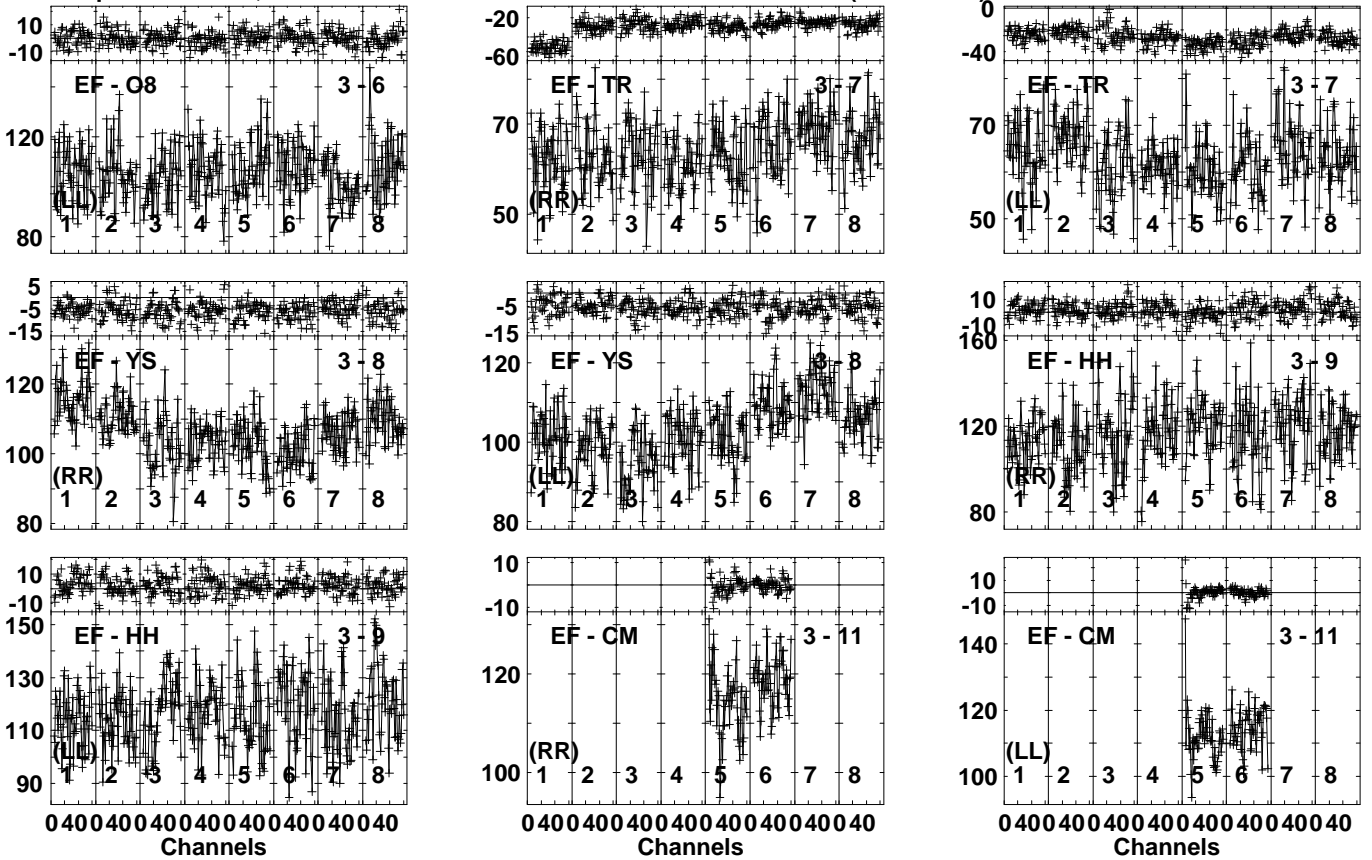 10
-10
EF - O8 3 - 6
120
(LL)
1 2 3 4 5 6 7 8
80
-20
-60
EF - TR 3 - 7
70
(RR)
50
1 2 3 4 5 6 7 8
0
-40
EF - TR 3 - 7
70
(LL)
50
1 2 3 4 5 6 7 8
5
-5
-15
EF - YS 3 - 8
120
100
(RR)
1 2 3 4 5 6 7 8
80
-5
-15
EF - YS 3 - 8
120
100
(LL)
1 2 3 4 5 6 7 8
80
10
-10
160
EF - HH 3 - 9
120
(RR)
1 2 3 4 5 6 7 8
80
10
-10
150
EF - HH 3 - 9
130
110
(LL)
90
1 2 3 4 5 6 7 8
0 40 0 40 0 40 0 40 0 40 0 40 0 40 0 40
Channels
10
-10
EF - CM 3 - 11
120
(RR)
100
1 2 3 4 5 6 7 8
0 40 0 40 0 40 0 40 0 40 0 40 0 40 0 40
Channels
10
-10
140
EF - CM 3 - 11
120
(LL)
100
1 2 3 4 5 6 7 8
0 40 0 40 0 40 0 40 0 40 0 40 0 40 0 40
Channels